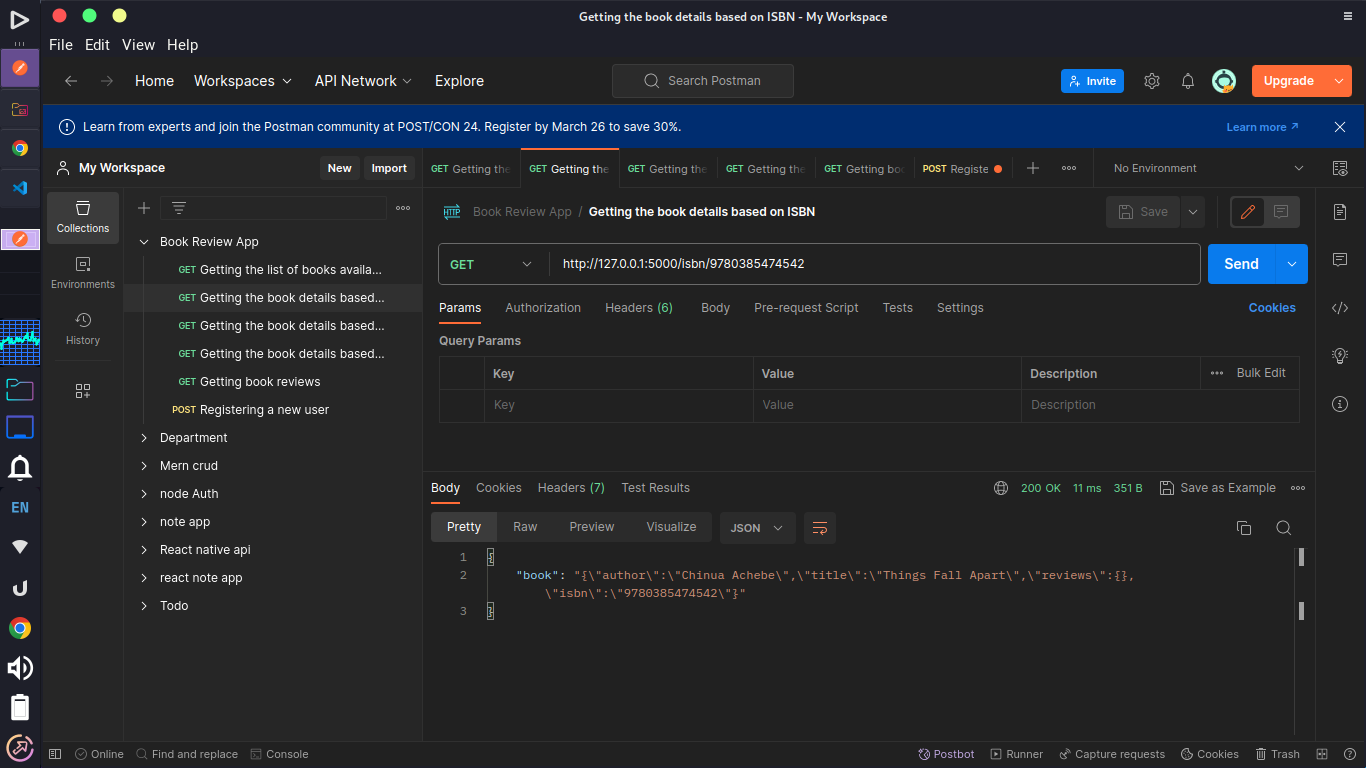 Getting the book details based on ISBN - My Workspace
File Edit View Help
Home Workspaces API Network Explore
Search Postman
Invite
Upgrade
Learn from experts and join the Postman community at POST/CON 24. Register by March 26 to save 30%.
Learn more
My Workspace
New Import
GET Getting the
GET Getting the
GET Getting the
GET Getting the
GET Getting boo
POST Registe
No Environment
Collections
Environments
History
Book Review App
GET Getting the list of books availa...
GET Getting the book details based...
GET Getting the book details based...
GET Getting the book details based...
GET Getting book reviews
POST Registering a new user
Department
Mern crud
node Auth
note app
React native api
react note app
Todo
HTTP Book Review App / Getting the book details based on ISBN
Save
GET http://127.0.0.1:5000/isbn/9780385474542
Send
Params Authorization Headers (6) Body Pre-request Script Tests Settings Cookies
Query Params
Key Value Description Bulk Edit
Key Value Description
Body Cookies Headers (7) Test Results
200 OK 11 ms 351 B Save as Example
Pretty Raw Preview Visualize JSON
1 {
2 "book": "{\"author\":\"Chinua Achebe\",\"title\":\"Things Fall Apart\",\"reviews\":{},
\"isbn\":\"9780385474542\"}"
3 }
EN
Online Find and replace Console
Postbot Runner Capture requests Cookies Trash